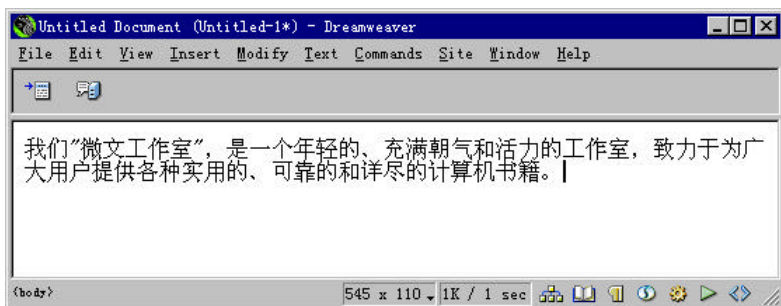 Untitled Document (Untitled-1*) - Dreamweaver
File Edit View Insert Modify Text Commands Site Window Help
我们"微文工作室"，是一个年轻的、充满朝气和活力的工作室，致力于为广
大用户提供各种实用的、可靠的和详尽的计算机书籍。
<body> 545 x 110 1K / 1 sec